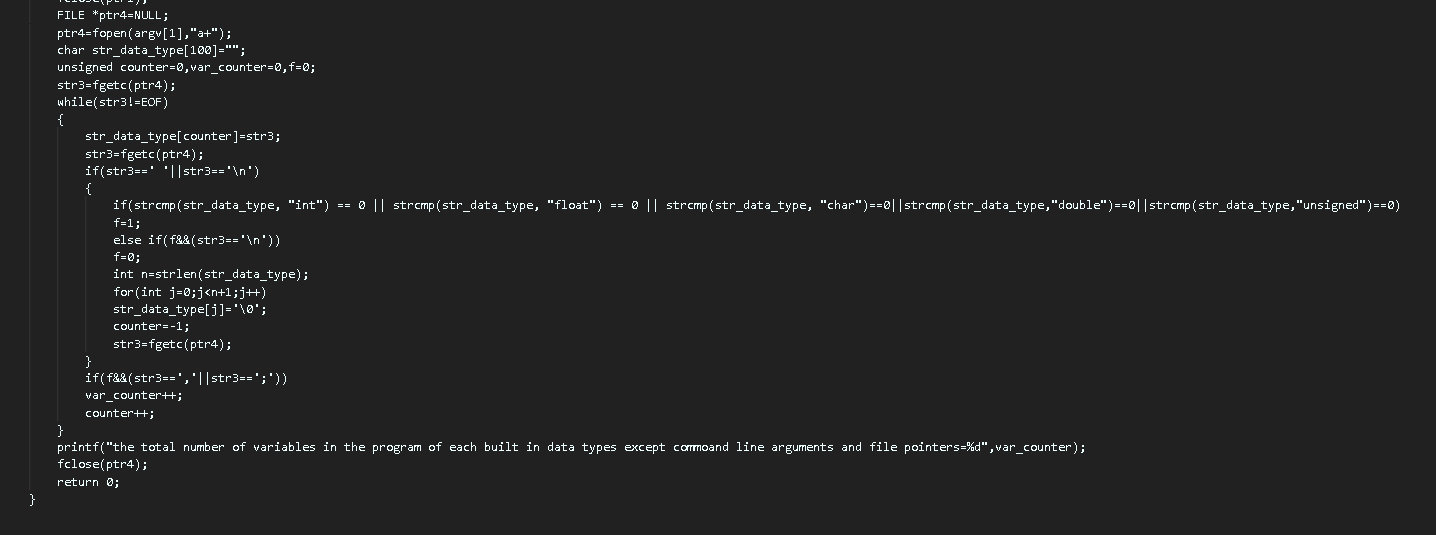 fclose(ptr1);
FILE *ptr4=NULL;
ptr4=fopen(argv[1],"a+");
char str_data_type[100]="";
unsigned counter=0,var_counter=0,f=0;
str3=fgetc(ptr4);
while(str3!=EOF)
{
str_data_type[counter]=str3;
str3=fgetc(ptr4);
if(str3==' '||str3=='\n')
{
if(strcmp(str_data_type, "int") == 0 || strcmp(str_data_type, "float") == 0 || strcmp(str_data_type, "char")==0||strcmp(str_data_type,"double")==0||strcmp(str_data_type,"unsigned")==0)
f=1;
else if(f&&(str3=='\n'))
f=0;
int n=strlen(str_data_type);
for(int j=0;j<n+1;j++)
str_data_type[j]='\0';
counter=-1;
str3=fgetc(ptr4);
}
if(f&&(str3==','||str3==';'))
var_counter++;
counter++;
}
printf("the total number of variables in the program of each built in data types except commoand line arguments and file pointers=%d",var_counter);
fclose(ptr4);
return 0;
}